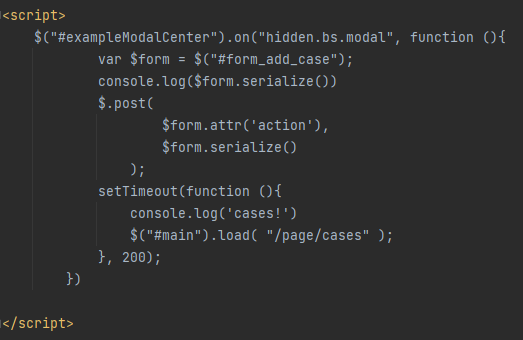 <script>
$("#exampleModalCenter").on("hidden.bs.modal", function (){
var $form = $("#form_add_case");
console.log($form.serialize())
$.post(
$form.attr('action'),
$form.serialize()
);
setTimeout(function (){
console.log('cases!')
$("#main").load( "/page/cases" );
}, 200);
})
</script>